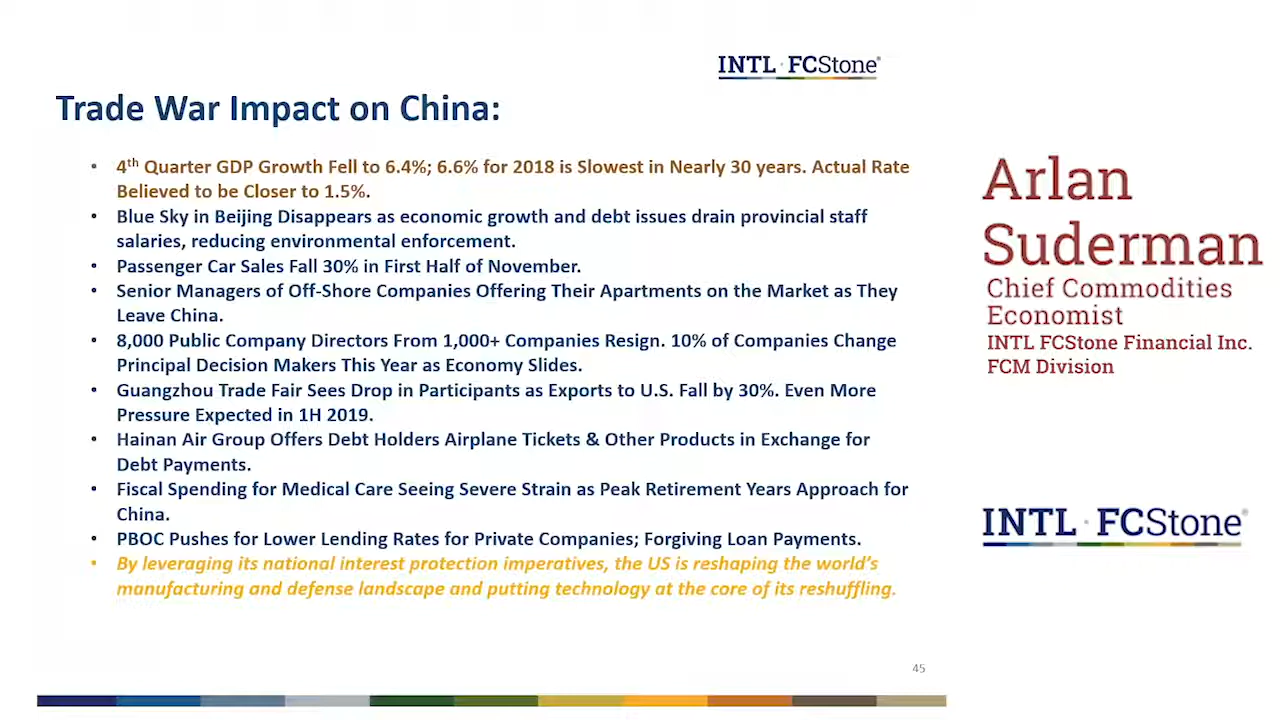 INTL FCStone®
Trade War Impact on China:
• 4th Quarter GDP Growth Fell to 6.4%; 6.6% for 2018 is Slowest in Nearly 30 years. Actual Rate
Believed to be Closer to 1.5%.
• Blue Sky in Beijing Disappears as economic growth and debt issues drain provincial staff
salaries, reducing environmental enforcement.
• Passenger Car Sales Fall 30% in First Half of November.
• Senior Managers of Off-Shore Companies Offering Their Apartments on the Market as They
Leave China.
• 8,000 Public Company Directors From 1,000+ Companies Resign. 10% of Companies Change
Principal Decision Makers This Year as Economy Slides.
• Guangzhou Trade Fair Sees Drop in Participants as Exports to U.S. Fall by 30%. Even More
Pressure Expected in 1H 2019.
• Hainan Air Group Offers Debt Holders Airplane Tickets & Other Products in Exchange for
Debt Payments.
• Fiscal Spending for Medical Care Seeing Severe Strain as Peak Retirement Years Approach for
China.
• PBOC Pushes for Lower Lending Rates for Private Companies; Forgiving Loan Payments.
• By leveraging its national interest protection imperatives, the US is reshaping the world's
manufacturing and defense landscape and putting technology at the core of its reshuffling.
45
Arlan
Suderman
Chief Commodities
Economist
INTL FCStone Financial Inc.
FCM Division
INTL FCStone®